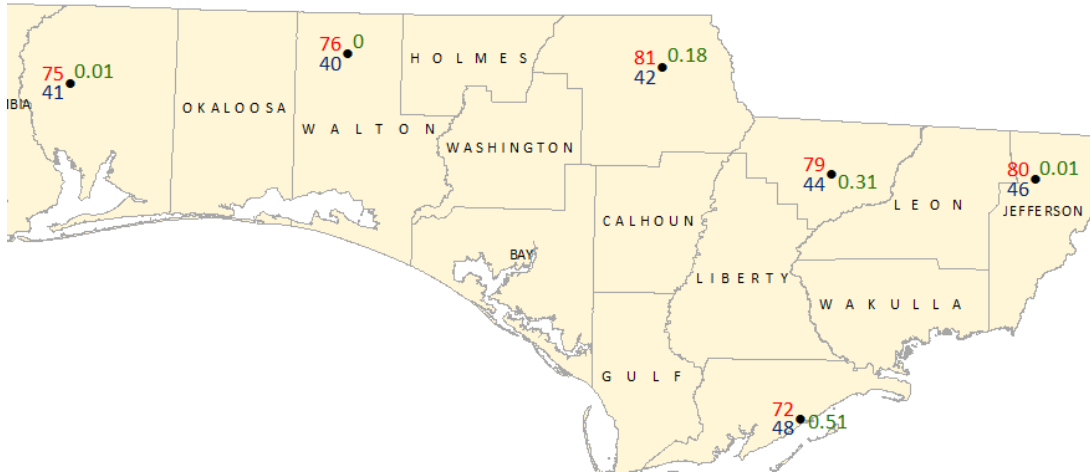 76 0
40
HOLMES
81 0.18
42
75 0.01
41
MBIA
OKALOOSA
WALTON
WASHINGTON
79
44 0.31
80 0.01
46
LEON
JEFFERSON
CALHOUN
BAY
LIBERTY
WAKULLA
GULF
72
48 0.51